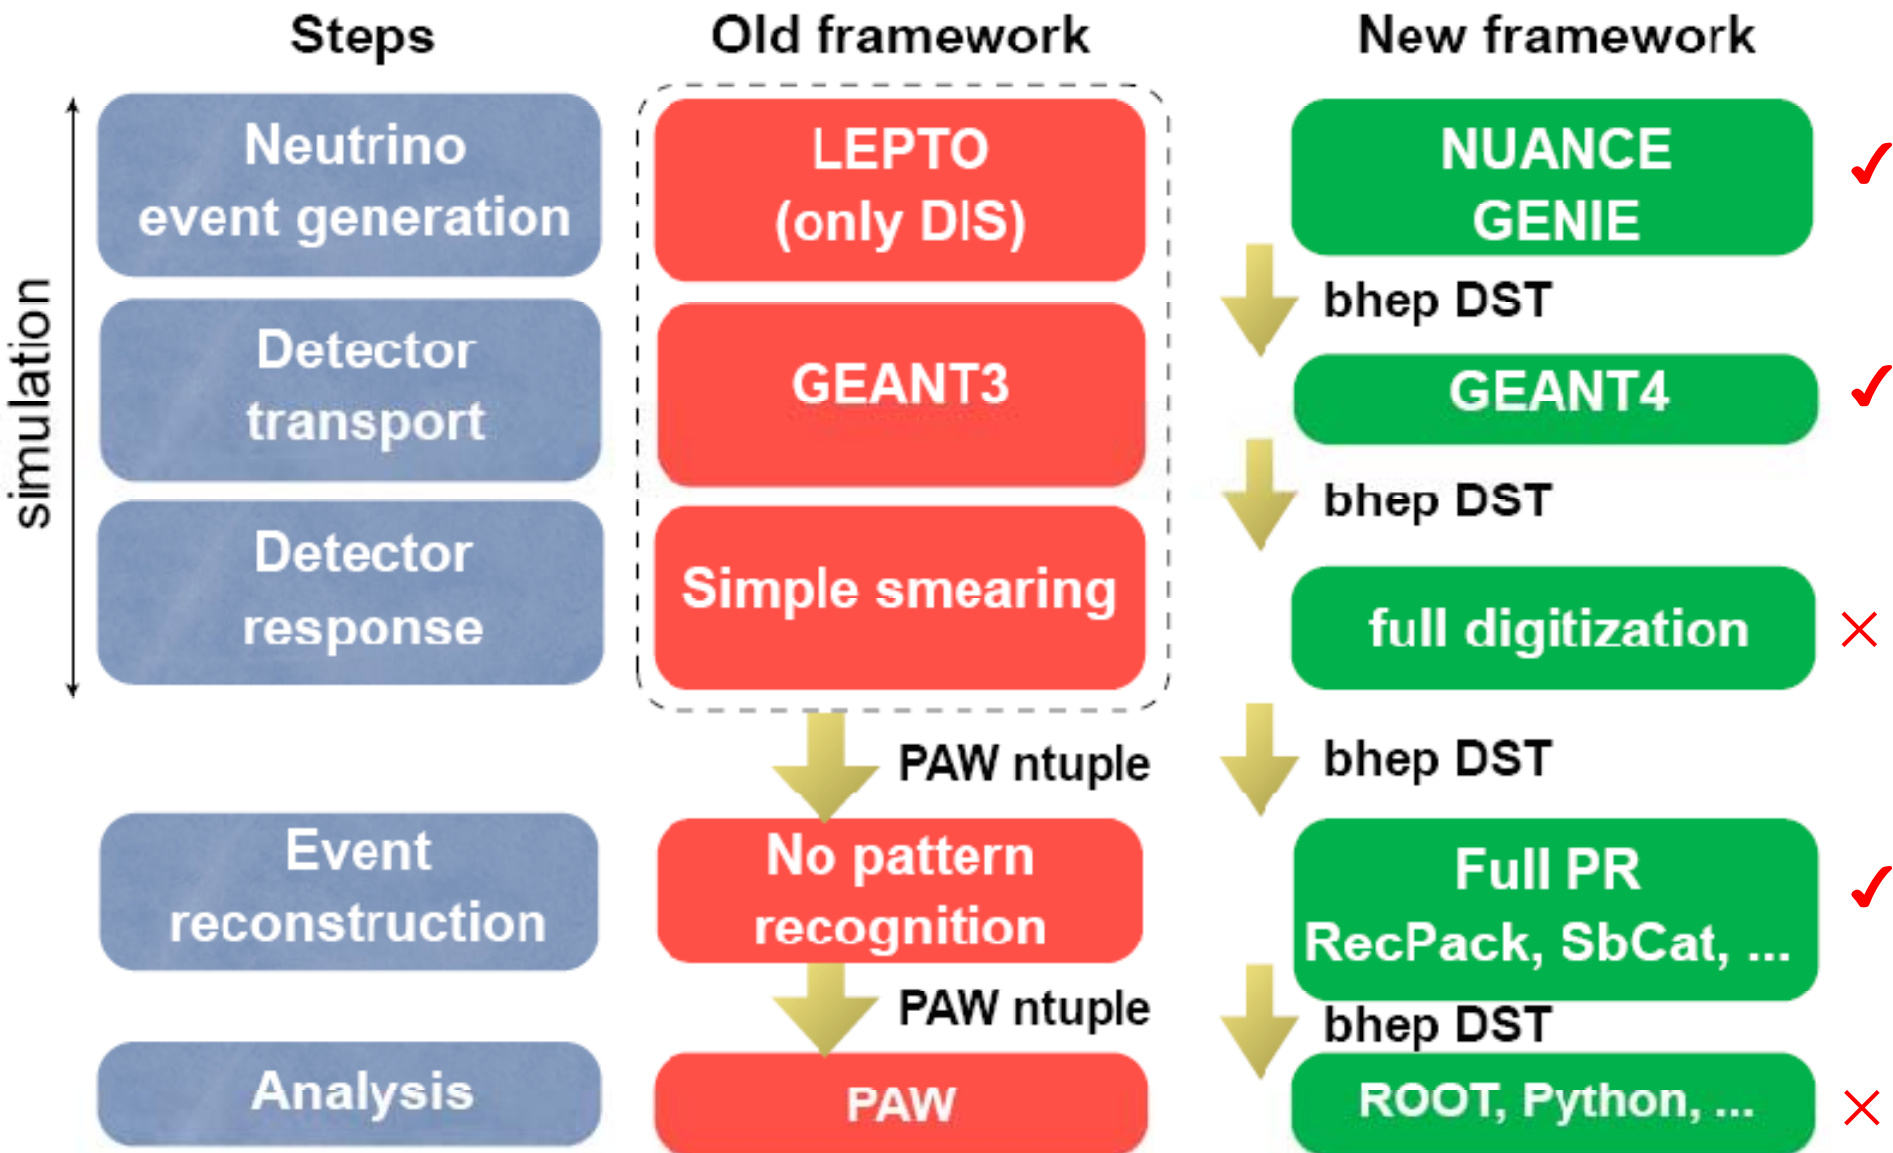 Steps
Old framework
New framework
simulation
Neutrino
event generation
LEPTO
(only DIS)
NUANCE
GENIE
bhep DST
Detector
transport
GEANT3
GEANT4
bhep DST
Detector
response
Simple smearing
full digitization
PAW ntuple
bhep DST
Event
reconstruction
No pattern
recognition
Full PR
RecPack, SbCat, ...
PAW ntuple
bhep DST
Analysis
PAW
ROOT, Python, ...